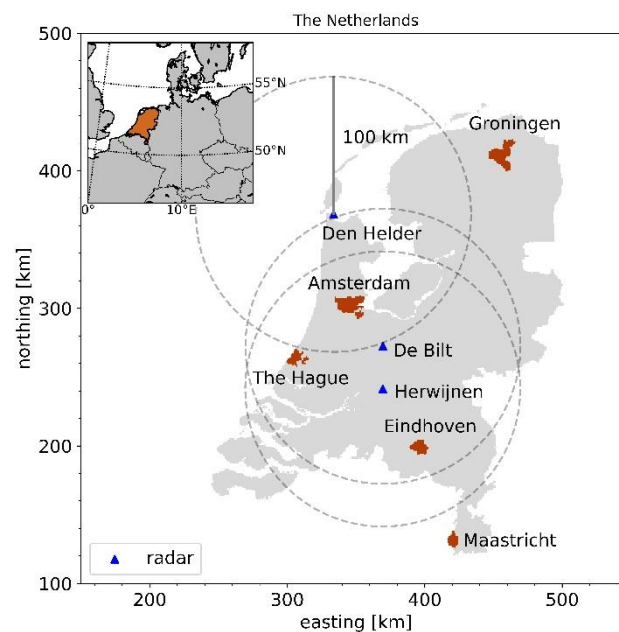 The Netherlands
500
400
300
200
100
northing [km]
55°N
50°N
0°
10°E
100 km
Groningen
Den Helder
Amsterdam
De Bilt
The Hague
Herwijnen
Eindhoven
Maastricht
radar
200
300
400
500
easting [km]